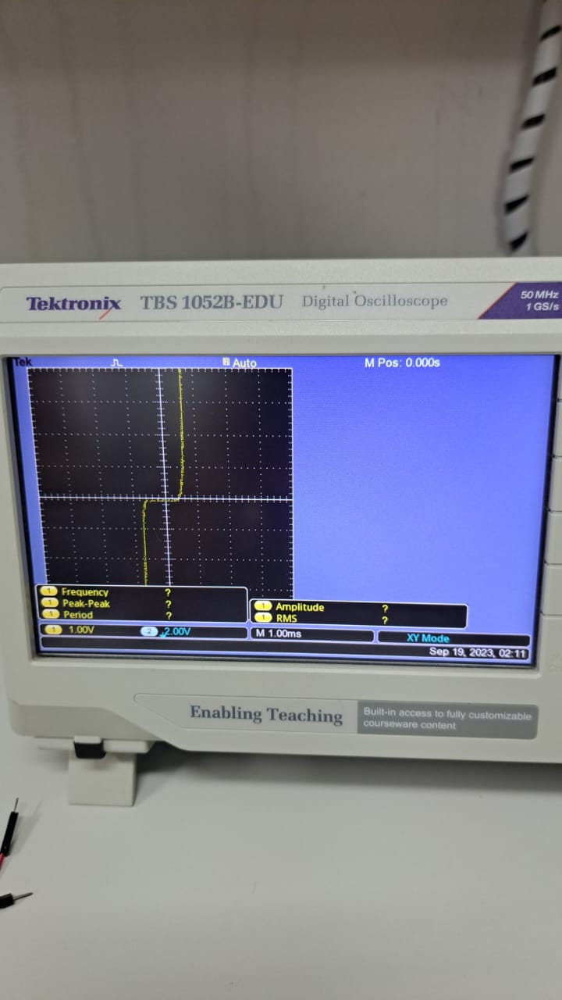 Tektronix TBS 1052B-EDU Digital Oscilloscope
50 MHz
1 GS/s
Tek Auto M Pos: 0.000s
1 Frequency ?
1 Peak-Peak ?
1 Period ?
1 Amplitude ?
1 RMS ?
1 1.00V 2 2.00V M 1.00ms XY Mode
Sep 19, 2023, 02:11
Enabling Teaching
Built-in access to fully customizable
courseware content